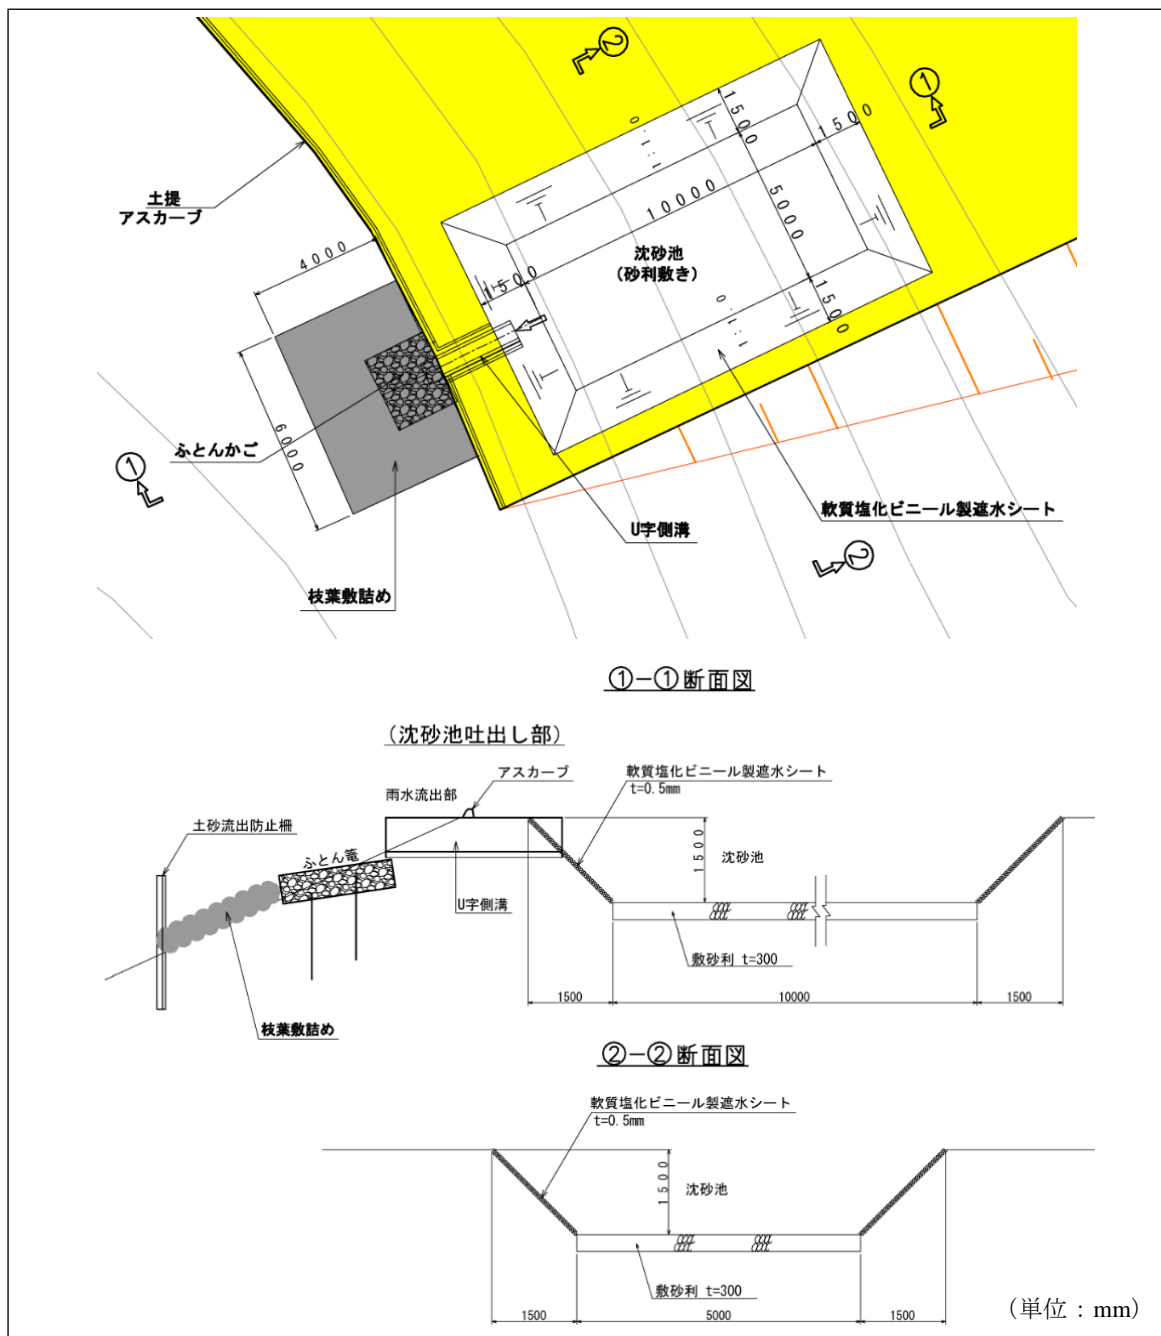 ②
①
1500
1500
0:1:1
10000
5000
土提
アスカーブ
4000
沈砂池
(砂利敷き)
1500
0:1:1
1500
ふとんかご
6000
①
U字側溝
軟質塩化ビニール製遮水シート
②
枝葉敷詰め
①-①断面図
(沈砂池吐出し部)
アスカーブ
軟質塩化ビニール製遮水シート
t=0.5mm
雨水流出部
土砂流出防止柵
ふとん篭
1500
沈砂池
U字側溝
敷砂利 t=300
1500
10000
1500
枝葉敷詰め
②-②断面図
軟質塩化ビニール製遮水シート
t=0.5mm
1500
沈砂池
敷砂利 t=300
1500
5000
1500
(単位：mm)